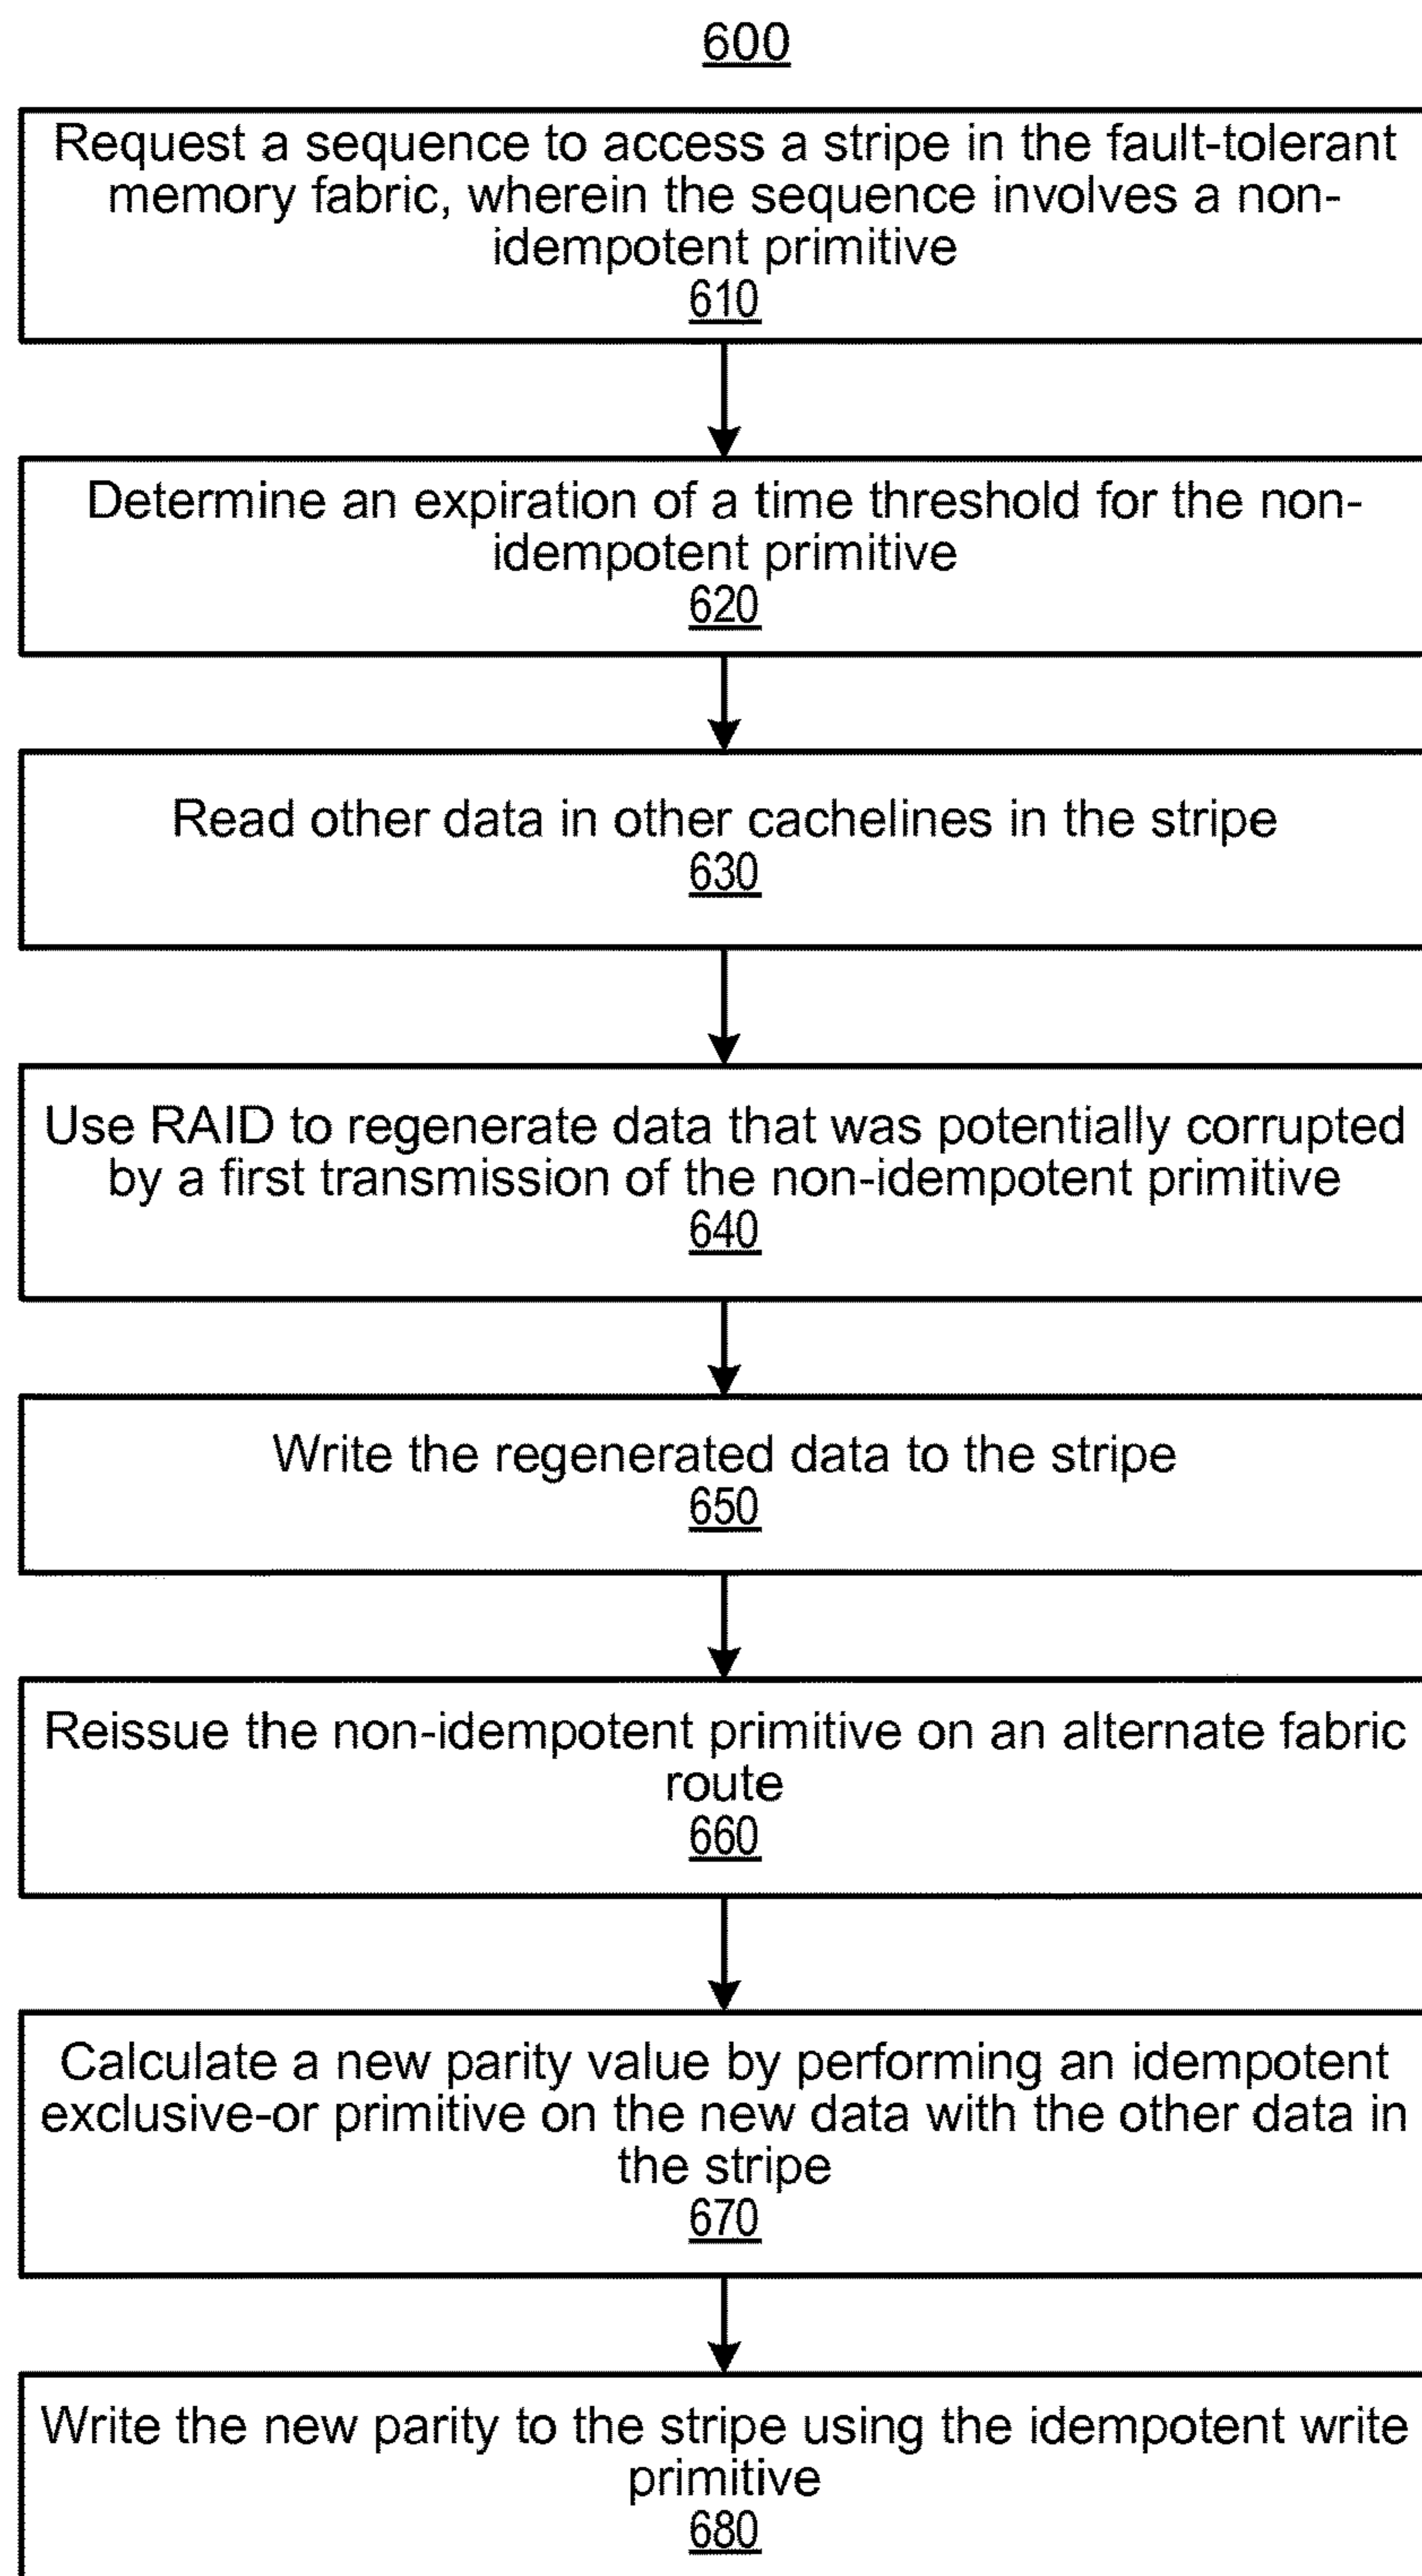 600
Request a sequence to access a stripe in the fault-tolerant
memory fabric, wherein the sequence involves a non-
idempotent primitive
610
Determine an expiration of a time threshold for the non-
idempotent primitive
620
Read other data in other cachelines in the stripe
630
Use RAID to regenerate data that was potentially corrupted
by a first transmission of the non-idempotent primitive
640
Write the regenerated data to the stripe
650
Reissue the non-idempotent primitive on an alternate fabric
route
660
Calculate a new parity value by performing an idempotent
exclusive-or primitive on the new data with the other data in
the stripe
670
Write the new parity to the stripe using the idempotent write
primitive
680